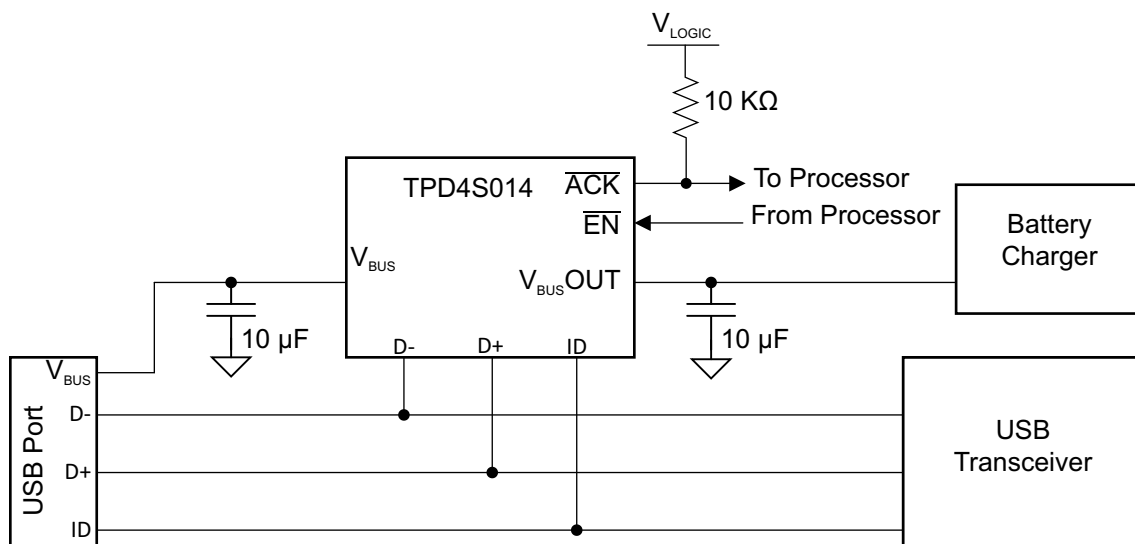 VLOGIC
10 KΩ
TPD4S014
ACK
To Processor
EN
From Processor
VBUS
VBUSOUT
Battery
Charger
10 µF
10 µF
D-
D+
ID
USB Port
VBUS
D-
D+
ID
USB
Transceiver